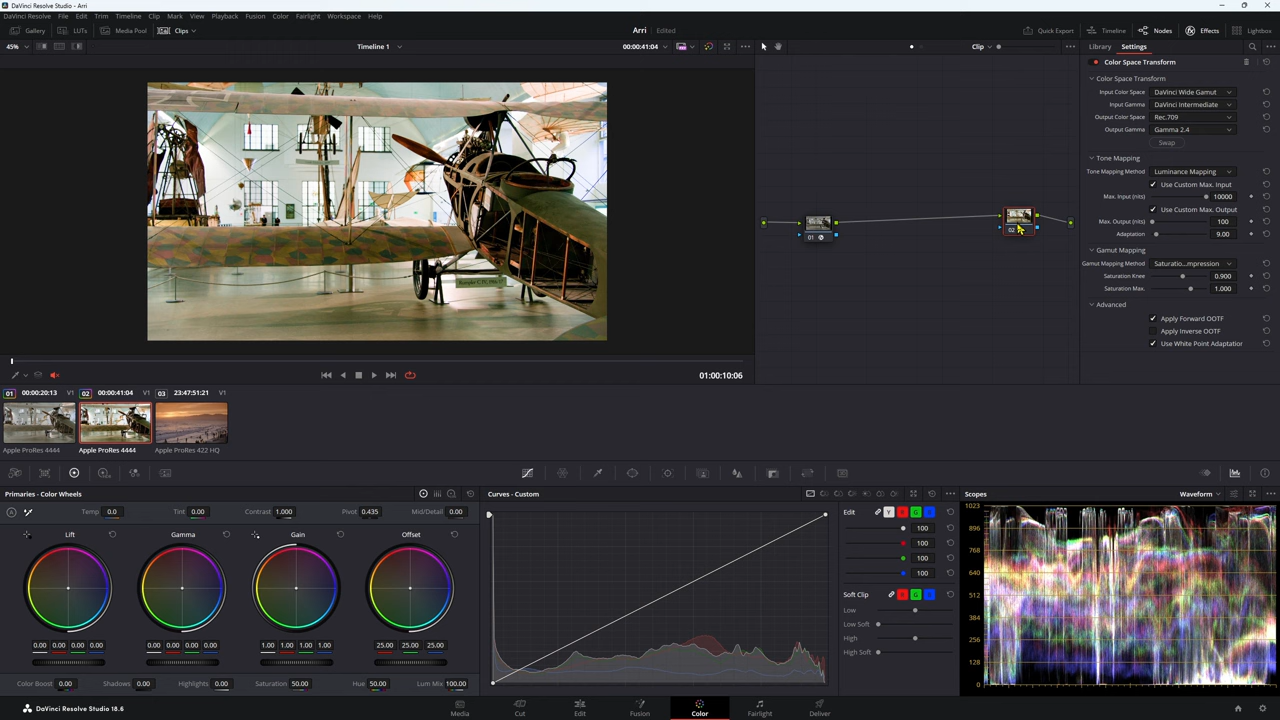 DaVinci Resolve Studio - Arri
DaVinci Resolve File Edit Trim Timeline Clip Mark View Playback Fusion Color Fairlight Workspace Help
Gallery LUTs Media Pool Clips Arri Edited Quick Export Timeline Nodes Effects Lightbox
45% Timeline 1 00:00:41:04 Clip Library Settings
Color Space Transform
Color Space Transform
Input Color Space DaVinci Wide Gamut
Input Gamma DaVinci Intermediate
Output Color Space Rec.709
Output Gamma Gamma 2.4
Swap
Tone Mapping
Tone Mapping Method Luminance Mapping
Use Custom Max. Input
Max. Input (nits) 10000
Use Custom Max. Output
Max. Output (nits) 100
Adaptation 9.00
Gamut Mapping
Gamut Mapping Method Saturatio...mpression
Saturation Knee 0.900
Saturation Max. 1.000
Advanced
Apply Forward OOTF
Apply Inverse OOTF
Use White Point Adaptatior
01
02
01:00:10:06
01 00:00:20:13 V1 02 00:00:41:04 V1 03 23:47:51:21 V1
Apple ProRes 4444 Apple ProRes 4444 Apple ProRes 422 HQ
Primaries - Color Wheels
Temp 0.0 Tint 0.00 Contrast 1.000 Pivot 0.435 Mid/Detail 0.00
Lift Gamma Gain Offset
0.00 0.00 0.00 0.00 0.00 0.00 0.00 0.00 1.00 1.00 1.00 1.00 25.00 25.00 25.00
Color Boost 0.00 Shadows 0.00 Highlights 0.00 Saturation 50.00 Hue 50.00 Lum Mix 100.00
Curves - Custom
Edit Y R G B
100
100
100
100
Soft Clip R G B
Low
Low Soft
High
High Soft
Scopes Waveform
1023
896
768
640
512
384
256
128
0
DaVinci Resolve Studio 18.6
Media Cut Edit Fusion Color Fairlight Deliver